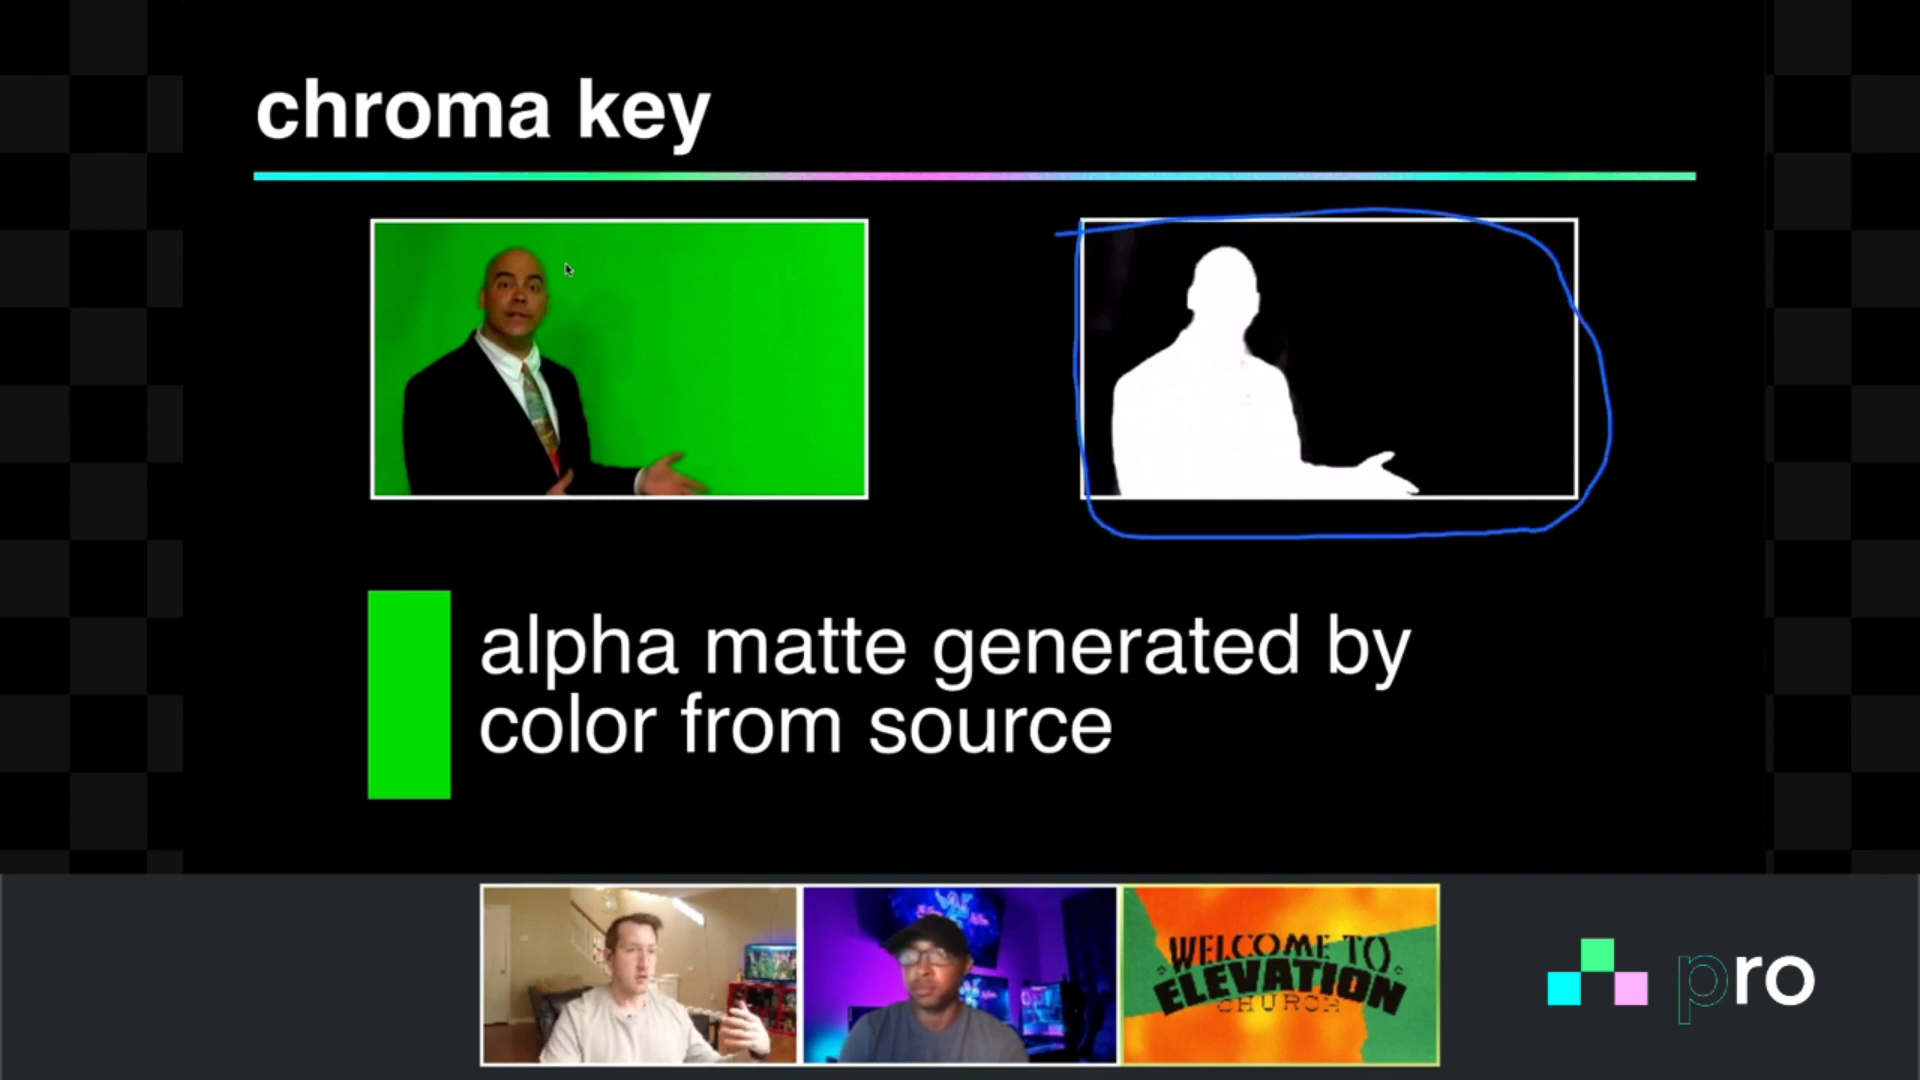 chroma key
alpha matte generated by
color from source
WELCOME TO
ELEVATION
CHURCH
pro